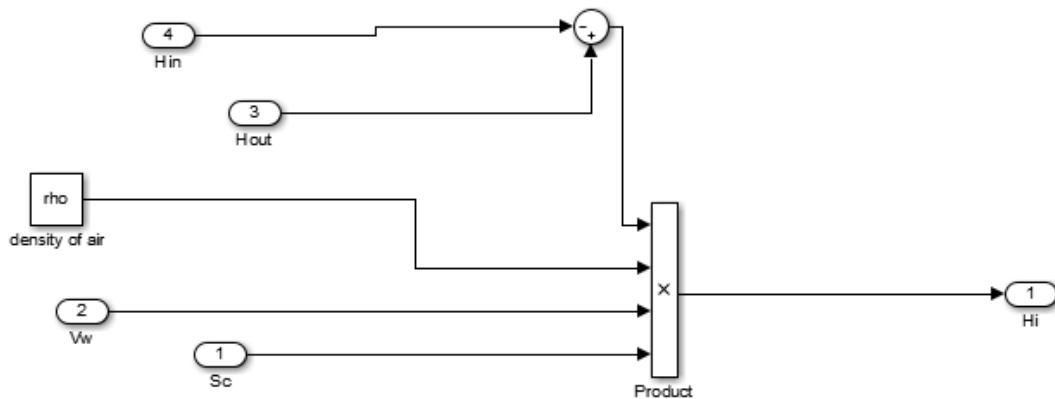 4
Hin
-
+
3
Hout
rho
density of air
2
Vw
1
Sc
×
Product
1
Hi